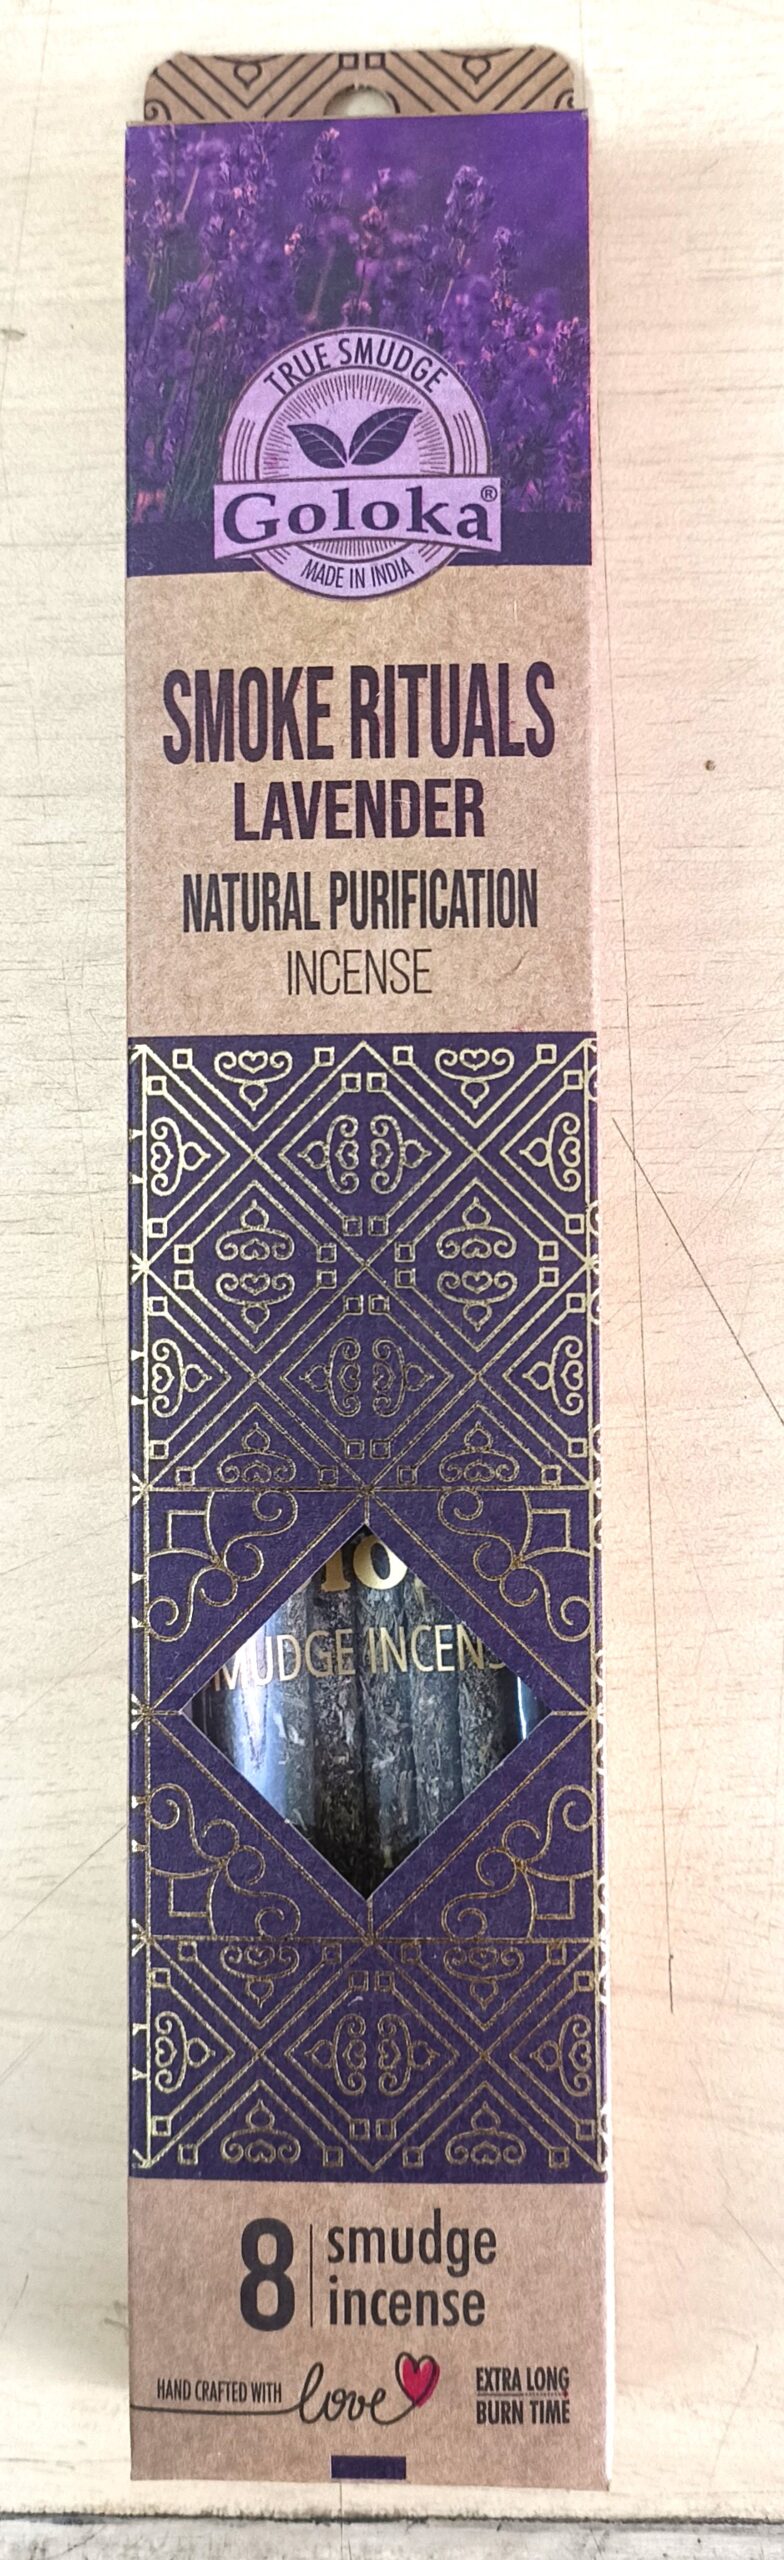 TRUE SMUDGE
Goloka®
MADE IN INDIA
SMOKE RITUALS
LAVENDER
NATURAL PURIFICATION
INCENSE
MUDGE INCENS
8 smudge
incense
HAND CRAFTED WITH love
EXTRA LONG
BURN TIME